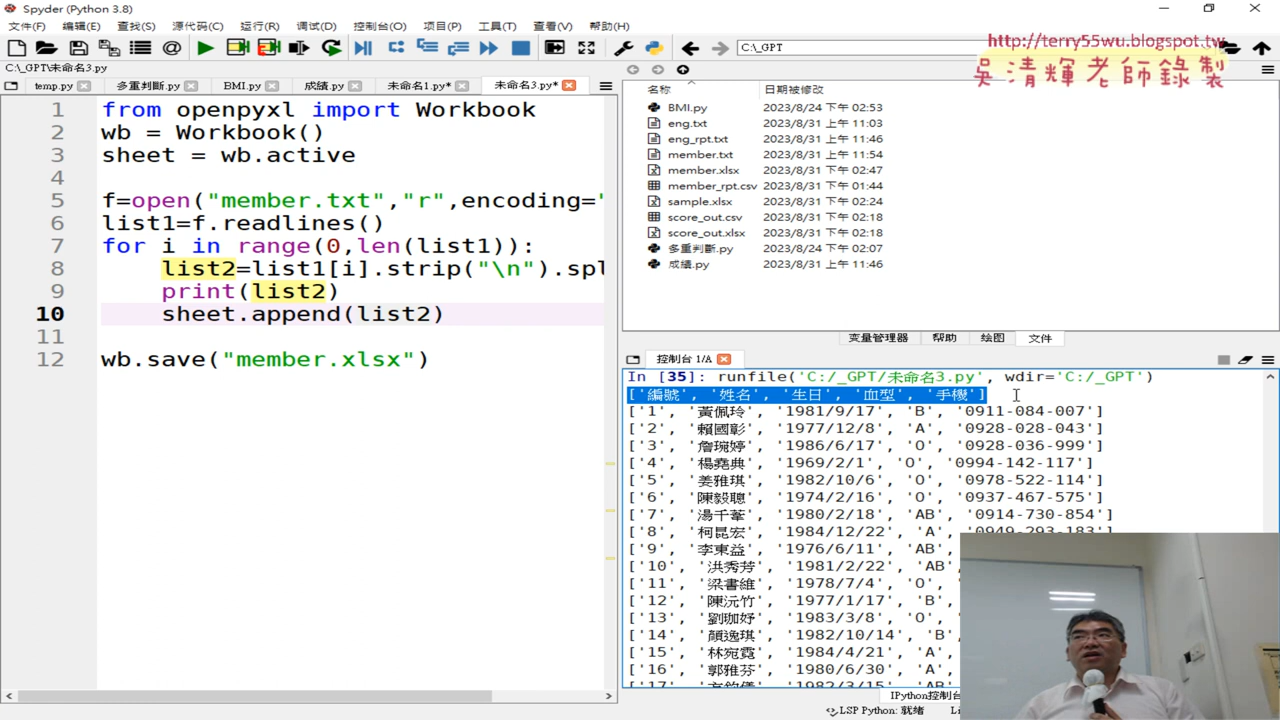 Spyder (Python 3.8)
文件(F) 编辑(E) 查找(S) 源代码(C) 运行(R) 调试(D) 控制台(O) 项目(P) 工具(T) 查看(V) 帮助(H)
C:\_GPT
http://terry55wu.blogspot.tw
吳清輝老師錄製
C:\_GPT\未命名3.py
temp.py 多重判斷.py BMI.py 成績.py 未命名1.py* 未命名3.py*
1 from openpyxl import Workbook
2 wb = Workbook()
3 sheet = wb.active
4
5 f=open("member.txt","r",encoding='
6 list1=f.readlines()
7 for i in range(0,len(list1)):
8 list2=list1[i].strip("\n").spl
9 print(list2)
10 sheet.append(list2)
11
12 wb.save("member.xlsx")
名称 日期被修改
BMI.py 2023/8/24 下午 02:53
eng.txt 2023/8/31 上午 11:03
eng_rpt.txt 2023/8/31 上午 11:46
member.txt 2023/8/31 上午 11:54
member.xlsx 2023/8/31 下午 02:47
member_rpt.csv 2023/8/31 下午 01:44
sample.xlsx 2023/8/31 下午 02:24
score_out.csv 2023/8/31 下午 02:18
score_out.xlsx 2023/8/31 下午 02:18
多重判斷.py 2023/8/24 下午 02:07
成績.py 2023/8/31 上午 11:46
变量管理器 帮助 绘图 文件
控制台 1/A
In [35]: runfile('C:/_GPT/未命名3.py', wdir='C:/_GPT')
['編號', '姓名', '生日', '血型', '手機']
['1', '黃佩玲', '1981/9/17', 'B', '0911-084-007']
['2', '賴國彰', '1977/12/8', 'A', '0928-028-043']
['3', '詹琬婷', '1986/6/17', 'O', '0928-036-999']
['4', '楊堯典', '1969/2/1', 'O', '0994-142-117']
['5', '姜雅琪', '1982/10/6', 'O', '0978-522-114']
['6', '陳毅聰', '1974/2/16', 'O', '0937-467-575']
['7', '湯千葦', '1980/2/18', 'AB', '0914-730-854']
['8', '柯昆宏', '1984/12/22', 'A', '0949-293-183']
['9', '李東益', '1976/6/11', 'AB',
['10', '洪秀芳', '1981/2/22', 'AB
['11', '梁書維', '1978/7/4', 'O',
['12', '陳沅竹', '1977/1/17', 'B',
['13', '劉珈妤', '1983/3/8', 'O',
['14', '顏逸琪', '1982/10/14', 'B
['15', '林宛霓', '1984/4/21', 'A',
['16', '郭雅芬', '1980/6/30', 'A',
['17', '1982/3/15', 'AB
IPython控制台
LSP Python: 就绪